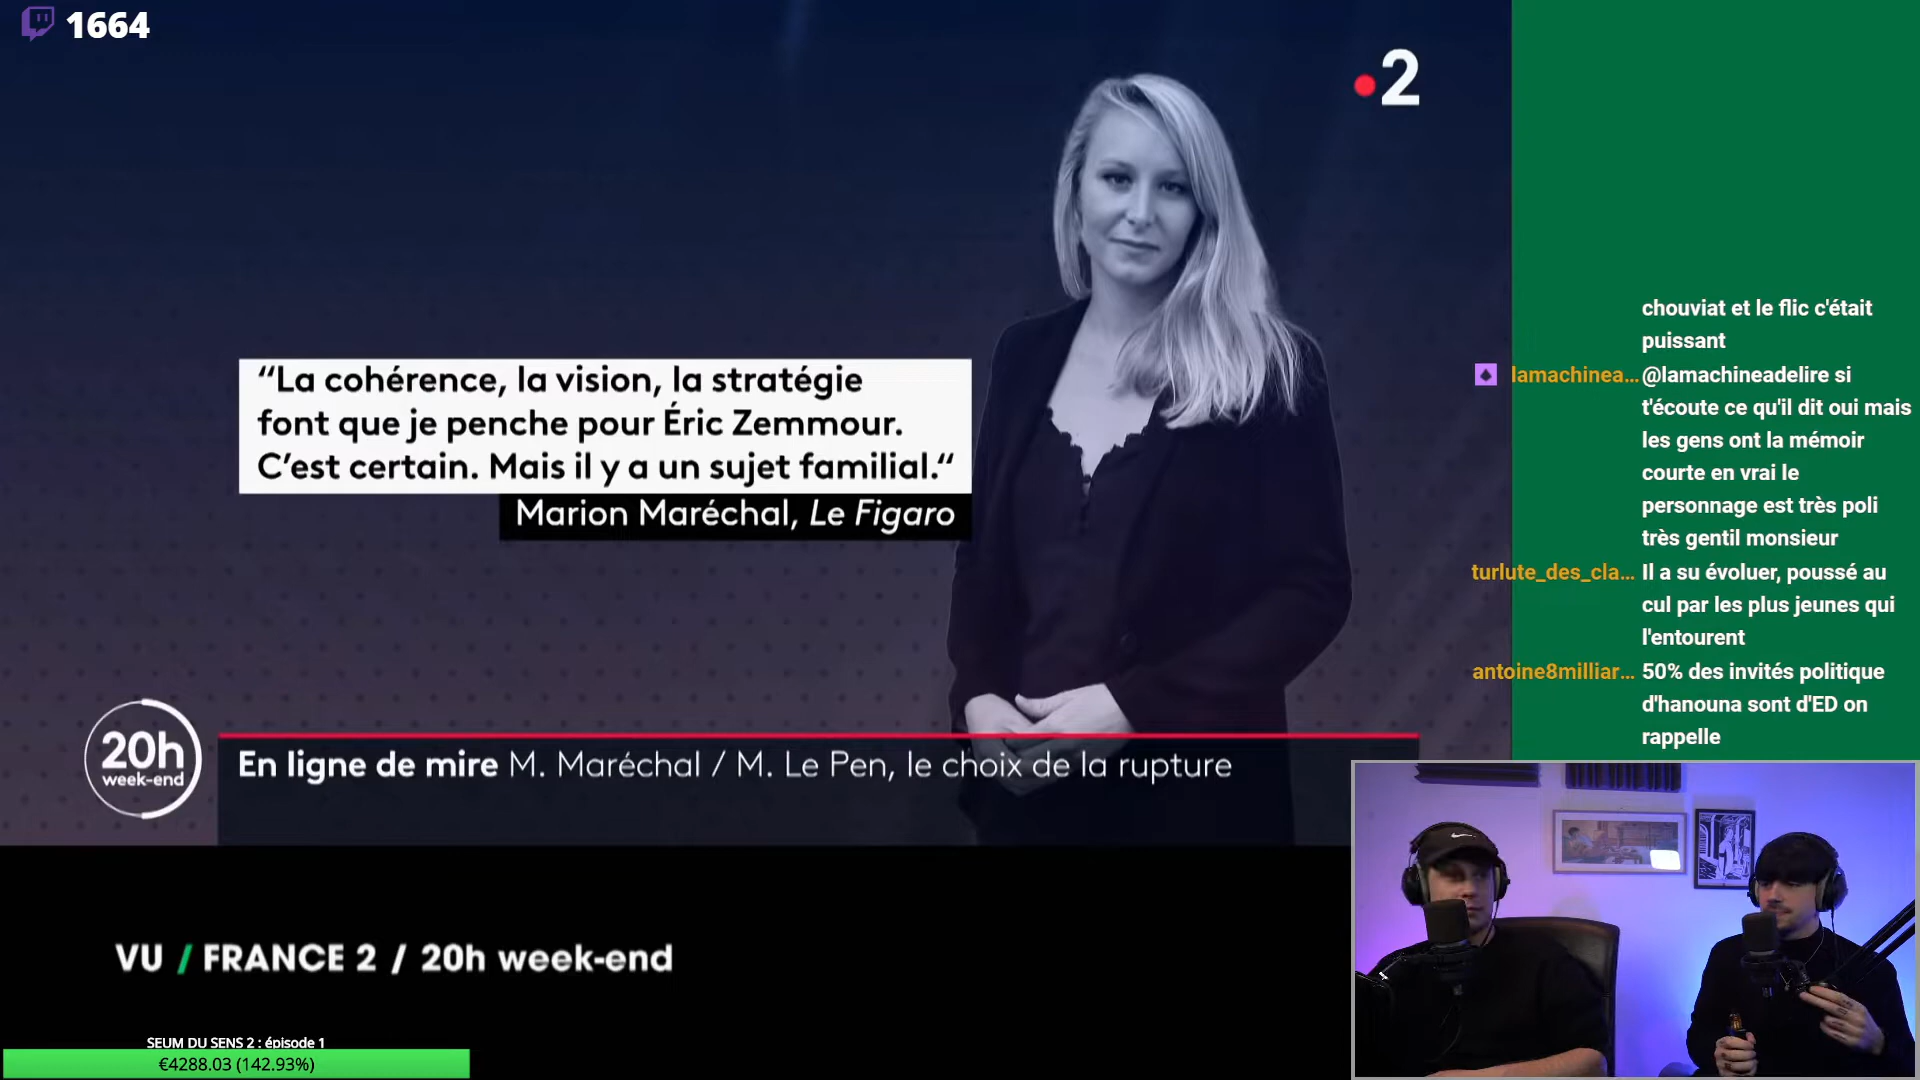 1664
2
“La cohérence, la vision, la stratégie
font que je penche pour Éric Zemmour.
C’est certain. Mais il y a un sujet familial.“
Marion Maréchal, Le Figaro
20h
week-end
En ligne de mire M. Maréchal / M. Le Pen, le choix de la rupture
VU / FRANCE 2 / 20h week-end
SEUM DU SENS 2 : épisode 1
€4288.03 (142.93%)
chouviat et le flic c'était
puissant
lamachinea... @lamachineadelire si
t'écoute ce qu'il dit oui mais
les gens ont la mémoir
courte en vrai le
personnage est très poli
très gentil monsieur
turlute_des_cla... Il a su évoluer, poussé au
cul par les plus jeunes qui
l'entourent
antoine8milliar... 50% des invités politique
d'hanouna sont d'ED on
rappelle